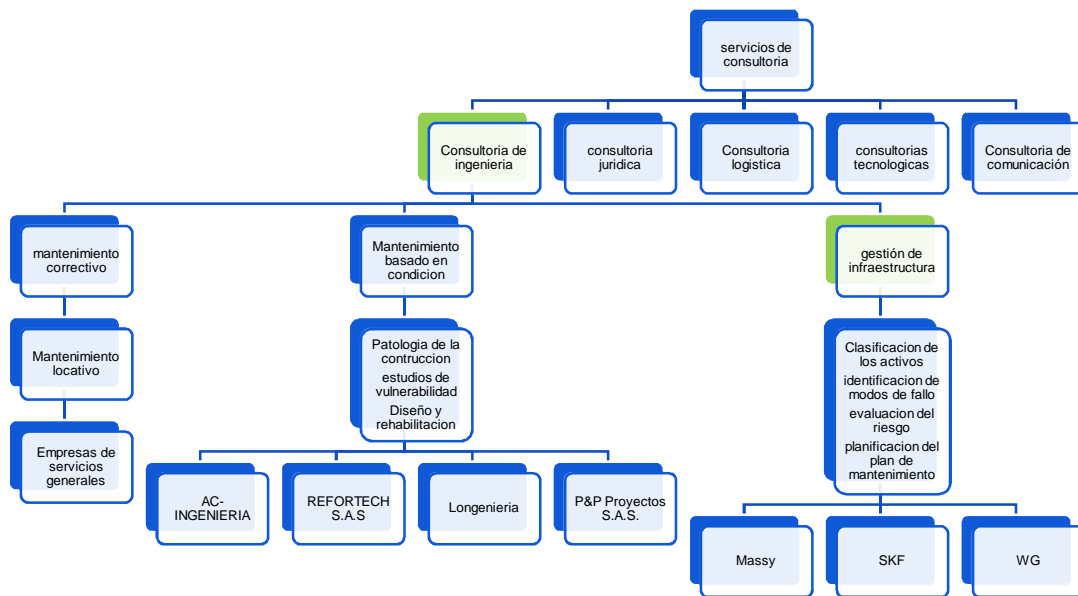 servicios de
consultoria
Consultoria de
ingenieria
consultoria
juridica
Consultoria
logistica
consultorias
tecnologicas
Consultoria de
comunicación
mantenimiento
correctivo
Mantenimiento
basado en
condicion
gestión de
infraestructura
Mantenimiento
locativo
Patologia de la
contruccion
estudios de
vulnerabilidad
Diseño y
rehabilitacion
Clasificacion de
los activos
identificacion de
modos de fallo
evaluacion del
riesgo
planificacion del
plan de
mantenimiento
Empresas de
servicios
generales
AC-
INGENIERIA
REFORTECH
S.A.S
Longenieria
P&P Proyectos
S.A.S.
Massy
SKF
WG